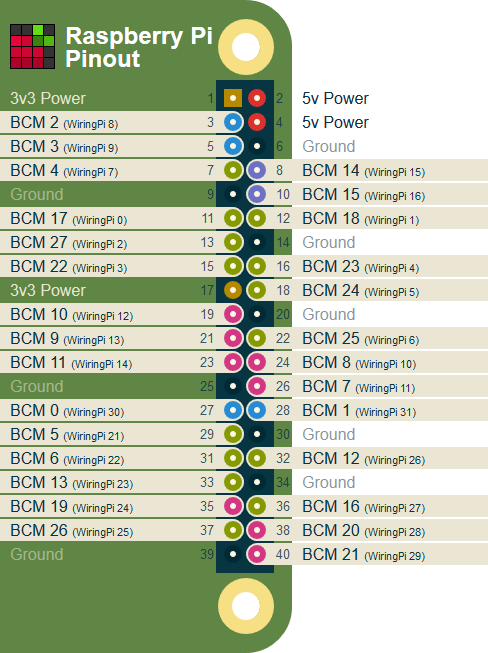 Raspberry Pi
Pinout
3v3 Power 1 2 5v Power
BCM 2 (WiringPi 8) 3 4 5v Power
BCM 3 (WiringPi 9) 5 6 Ground
BCM 4 (WiringPi 7) 7 8 BCM 14 (WiringPi 15)
Ground 9 10 BCM 15 (WiringPi 16)
BCM 17 (WiringPi 0) 11 12 BCM 18 (WiringPi 1)
BCM 27 (WiringPi 2) 13 14 Ground
BCM 22 (WiringPi 3) 15 16 BCM 23 (WiringPi 4)
3v3 Power 17 18 BCM 24 (WiringPi 5)
BCM 10 (WiringPi 12) 19 20 Ground
BCM 9 (WiringPi 13) 21 22 BCM 25 (WiringPi 6)
BCM 11 (WiringPi 14) 23 24 BCM 8 (WiringPi 10)
Ground 25 26 BCM 7 (WiringPi 11)
BCM 0 (WiringPi 30) 27 28 BCM 1 (WiringPi 31)
BCM 5 (WiringPi 21) 29 30 Ground
BCM 6 (WiringPi 22) 31 32 BCM 12 (WiringPi 26)
BCM 13 (WiringPi 23) 33 34 Ground
BCM 19 (WiringPi 24) 35 36 BCM 16 (WiringPi 27)
BCM 26 (WiringPi 25) 37 38 BCM 20 (WiringPi 28)
Ground 39 40 BCM 21 (WiringPi 29)